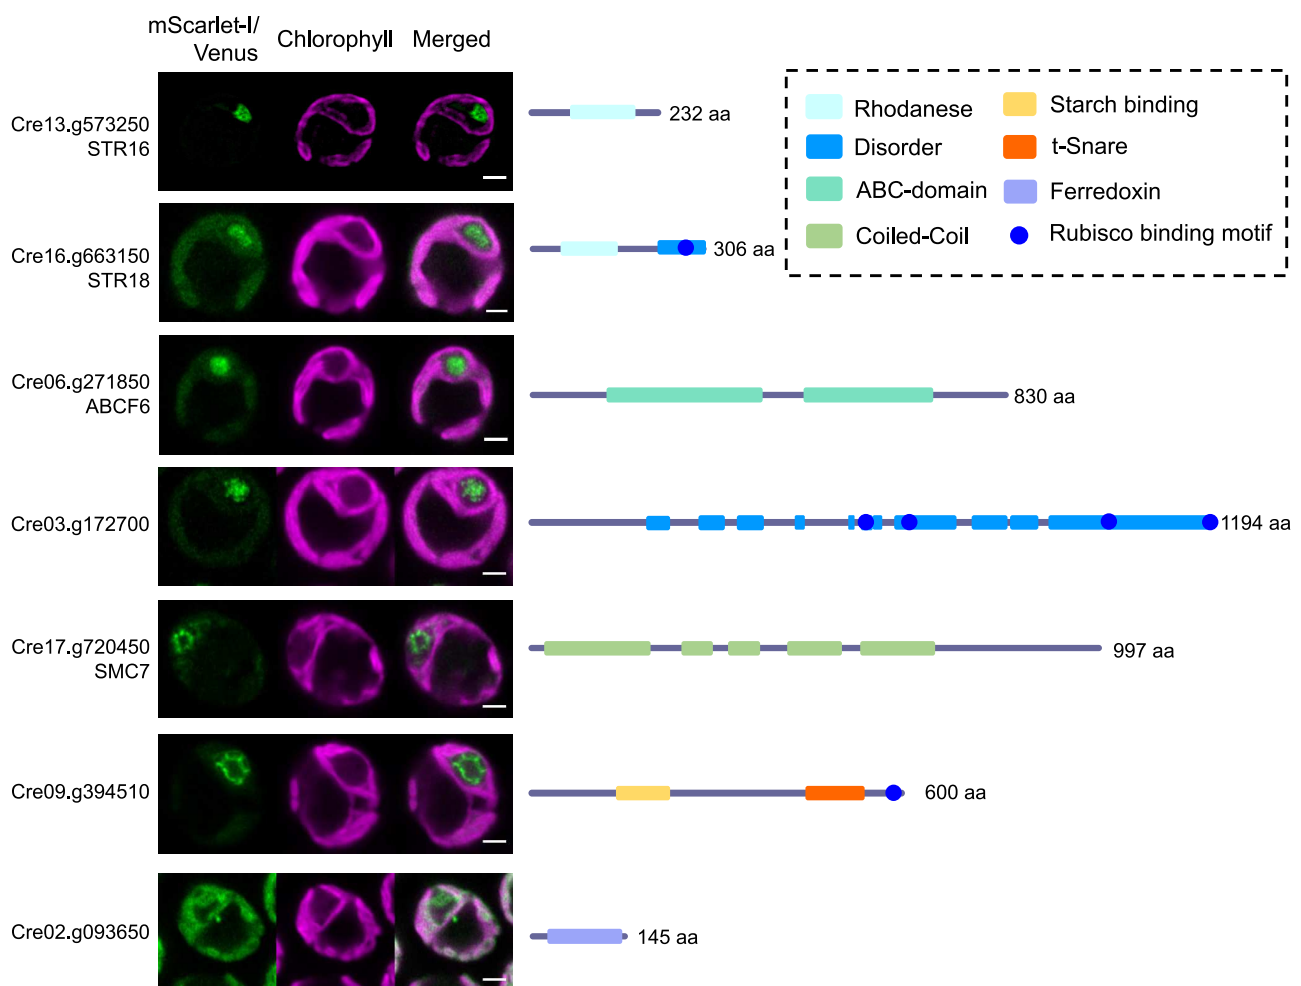 mScarlet-I/
Venus
Chlorophyll
Merged
Cre13.g573250
STR16
232 aa
Rhodanese
Starch binding
Disorder
t-Snare
ABC-domain
Ferredoxin
Coiled-Coil
Rubisco binding motif
Cre16.g663150
STR18
306 aa
Cre06.g271850
ABCF6
830 aa
Cre03.g172700
1194 aa
Cre17.g720450
SMC7
997 aa
Cre09.g394510
600 aa
Cre02.g093650
145 aa